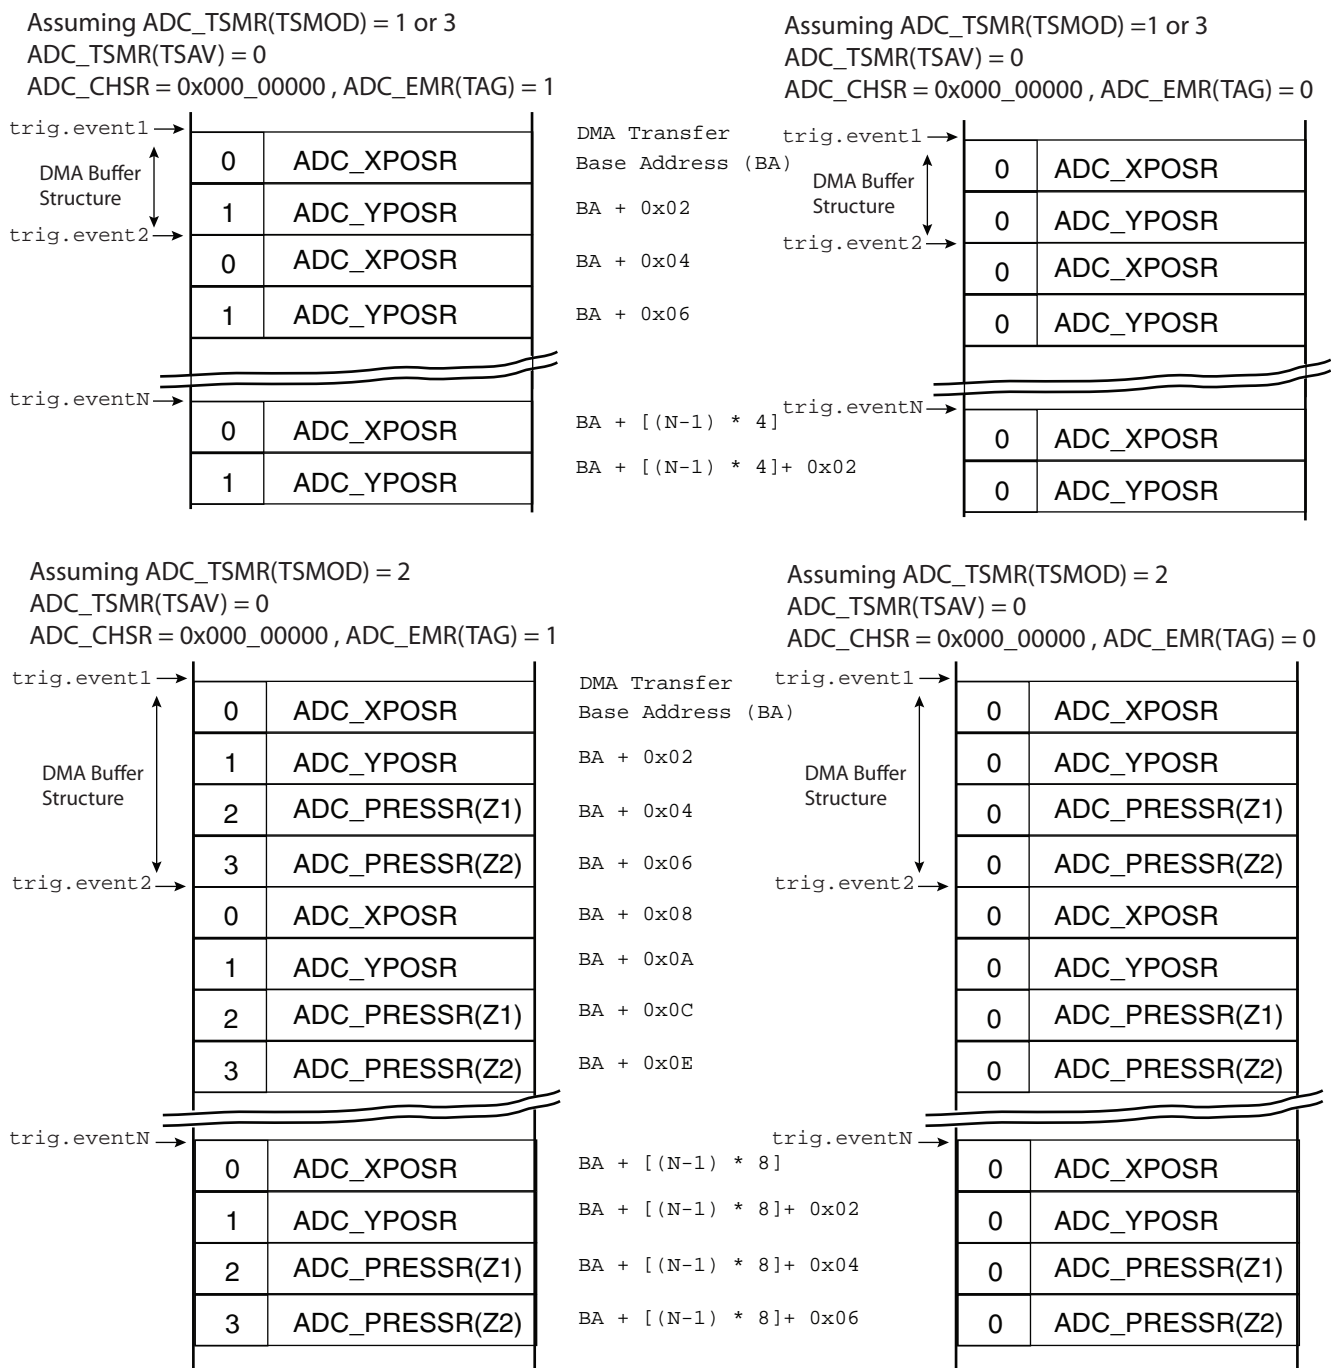 Assuming ADC_TSMR(TSMOD) = 1 or 3
ADC_TSMR(TSAV) = 0
ADC_CHSR = 0x000_00000 , ADC_EMR(TAG) = 1
trig.event1
DMA Buffer
Structure
trig.event2
0 ADC_XPOSR
1 ADC_YPOSR
0 ADC_XPOSR
1 ADC_YPOSR
trig.eventN
0 ADC_XPOSR
1 ADC_YPOSR
DMA Transfer
Base Address (BA)
BA + 0x02
BA + 0x04
BA + 0x06
BA + [(N-1) * 4]
BA + [(N-1) * 4]+ 0x02
Assuming ADC_TSMR(TSMOD) =1 or 3
ADC_TSMR(TSAV) = 0
ADC_CHSR = 0x000_00000 , ADC_EMR(TAG) = 0
trig.event1
DMA Buffer
Structure
trig.event2
0 ADC_XPOSR
0 ADC_YPOSR
0 ADC_XPOSR
0 ADC_YPOSR
trig.eventN
0 ADC_XPOSR
0 ADC_YPOSR
Assuming ADC_TSMR(TSMOD) = 2
ADC_TSMR(TSAV) = 0
ADC_CHSR = 0x000_00000 , ADC_EMR(TAG) = 1
trig.event1
DMA Buffer
Structure
trig.event2
0 ADC_XPOSR
1 ADC_YPOSR
2 ADC_PRESSR(Z1)
3 ADC_PRESSR(Z2)
0 ADC_XPOSR
1 ADC_YPOSR
2 ADC_PRESSR(Z1)
3 ADC_PRESSR(Z2)
trig.eventN
0 ADC_XPOSR
1 ADC_YPOSR
2 ADC_PRESSR(Z1)
3 ADC_PRESSR(Z2)
DMA Transfer
Base Address (BA)
BA + 0x02
BA + 0x04
BA + 0x06
BA + 0x08
BA + 0x0A
BA + 0x0C
BA + 0x0E
BA + [(N-1) * 8]
BA + [(N-1) * 8]+ 0x02
BA + [(N-1) * 8]+ 0x04
BA + [(N-1) * 8]+ 0x06
Assuming ADC_TSMR(TSMOD) = 2
ADC_TSMR(TSAV) = 0
ADC_CHSR = 0x000_00000 , ADC_EMR(TAG) = 0
trig.event1
DMA Buffer
Structure
trig.event2
0 ADC_XPOSR
0 ADC_YPOSR
0 ADC_PRESSR(Z1)
0 ADC_PRESSR(Z2)
0 ADC_XPOSR
0 ADC_YPOSR
0 ADC_PRESSR(Z1)
0 ADC_PRESSR(Z2)
trig.eventN
0 ADC_XPOSR
0 ADC_YPOSR
0 ADC_PRESSR(Z1)
0 ADC_PRESSR(Z2)